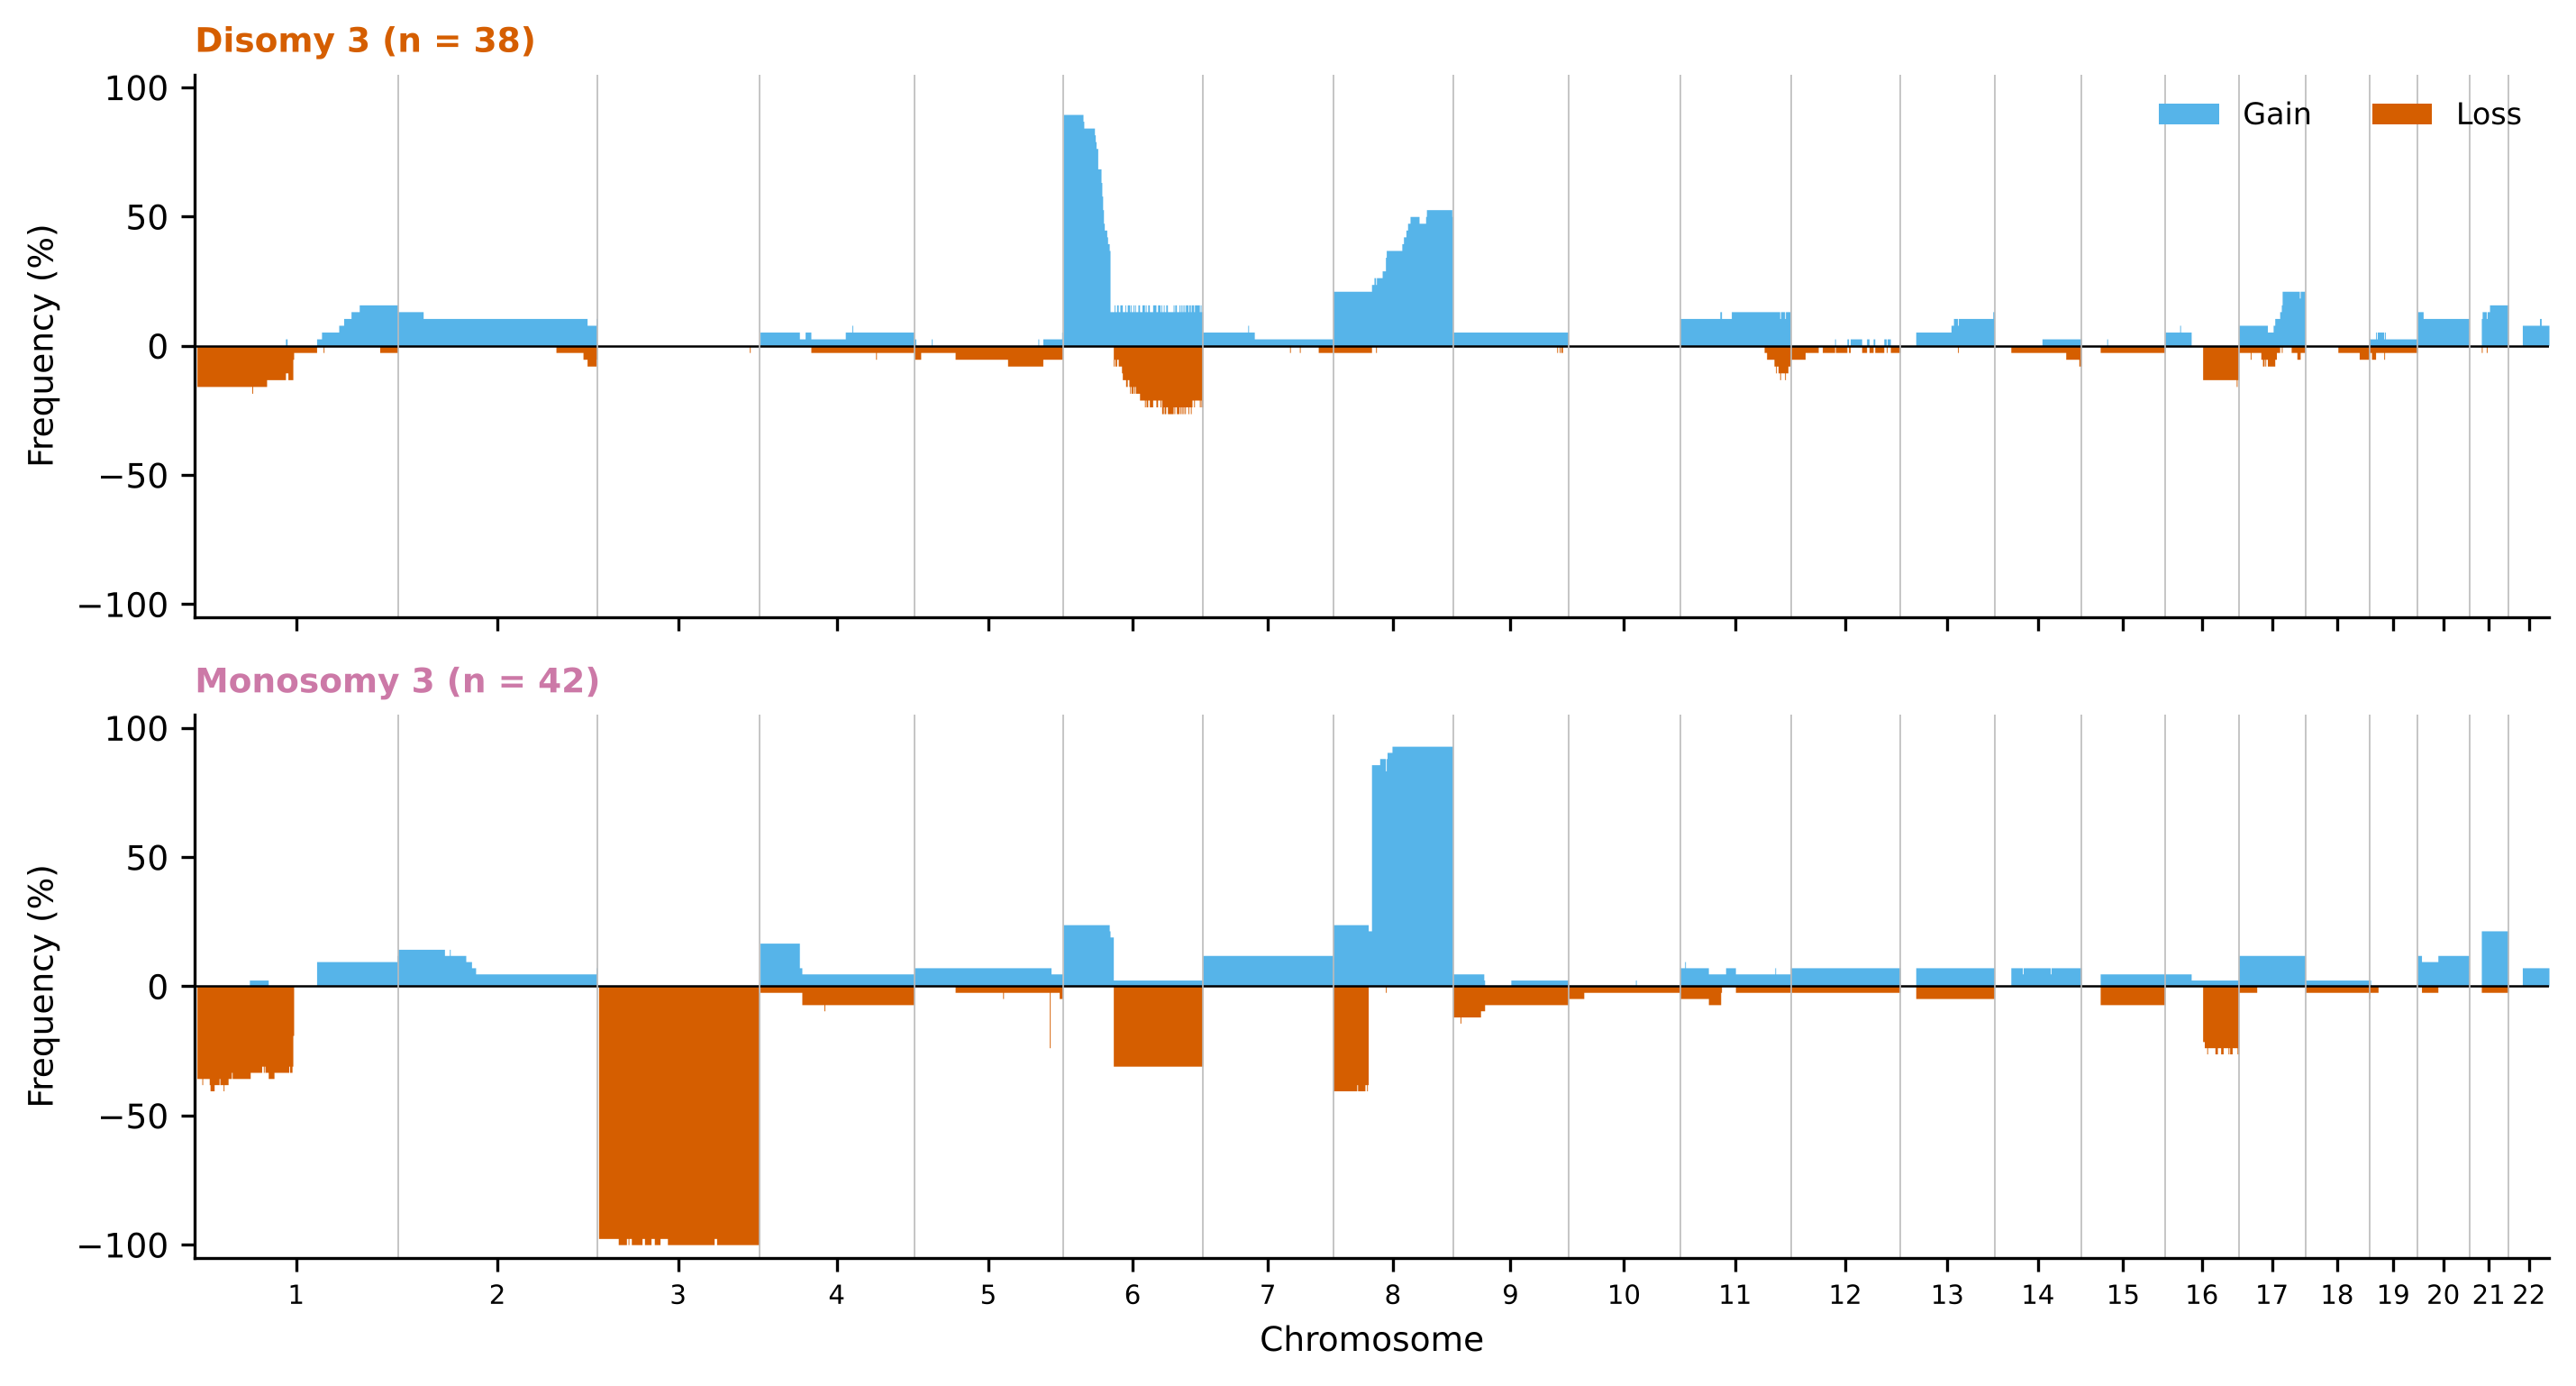 Disomy 3 (n = 38)
100
50
0
−50
−100
Frequency (%)
Gain Loss
Monosomy 3 (n = 42)
100
50
0
−50
−100
Frequency (%)
1 2 3 4 5 6 7 8 9 10 11 12 13 14 15 16 17 18 19 20 21 22
Chromosome